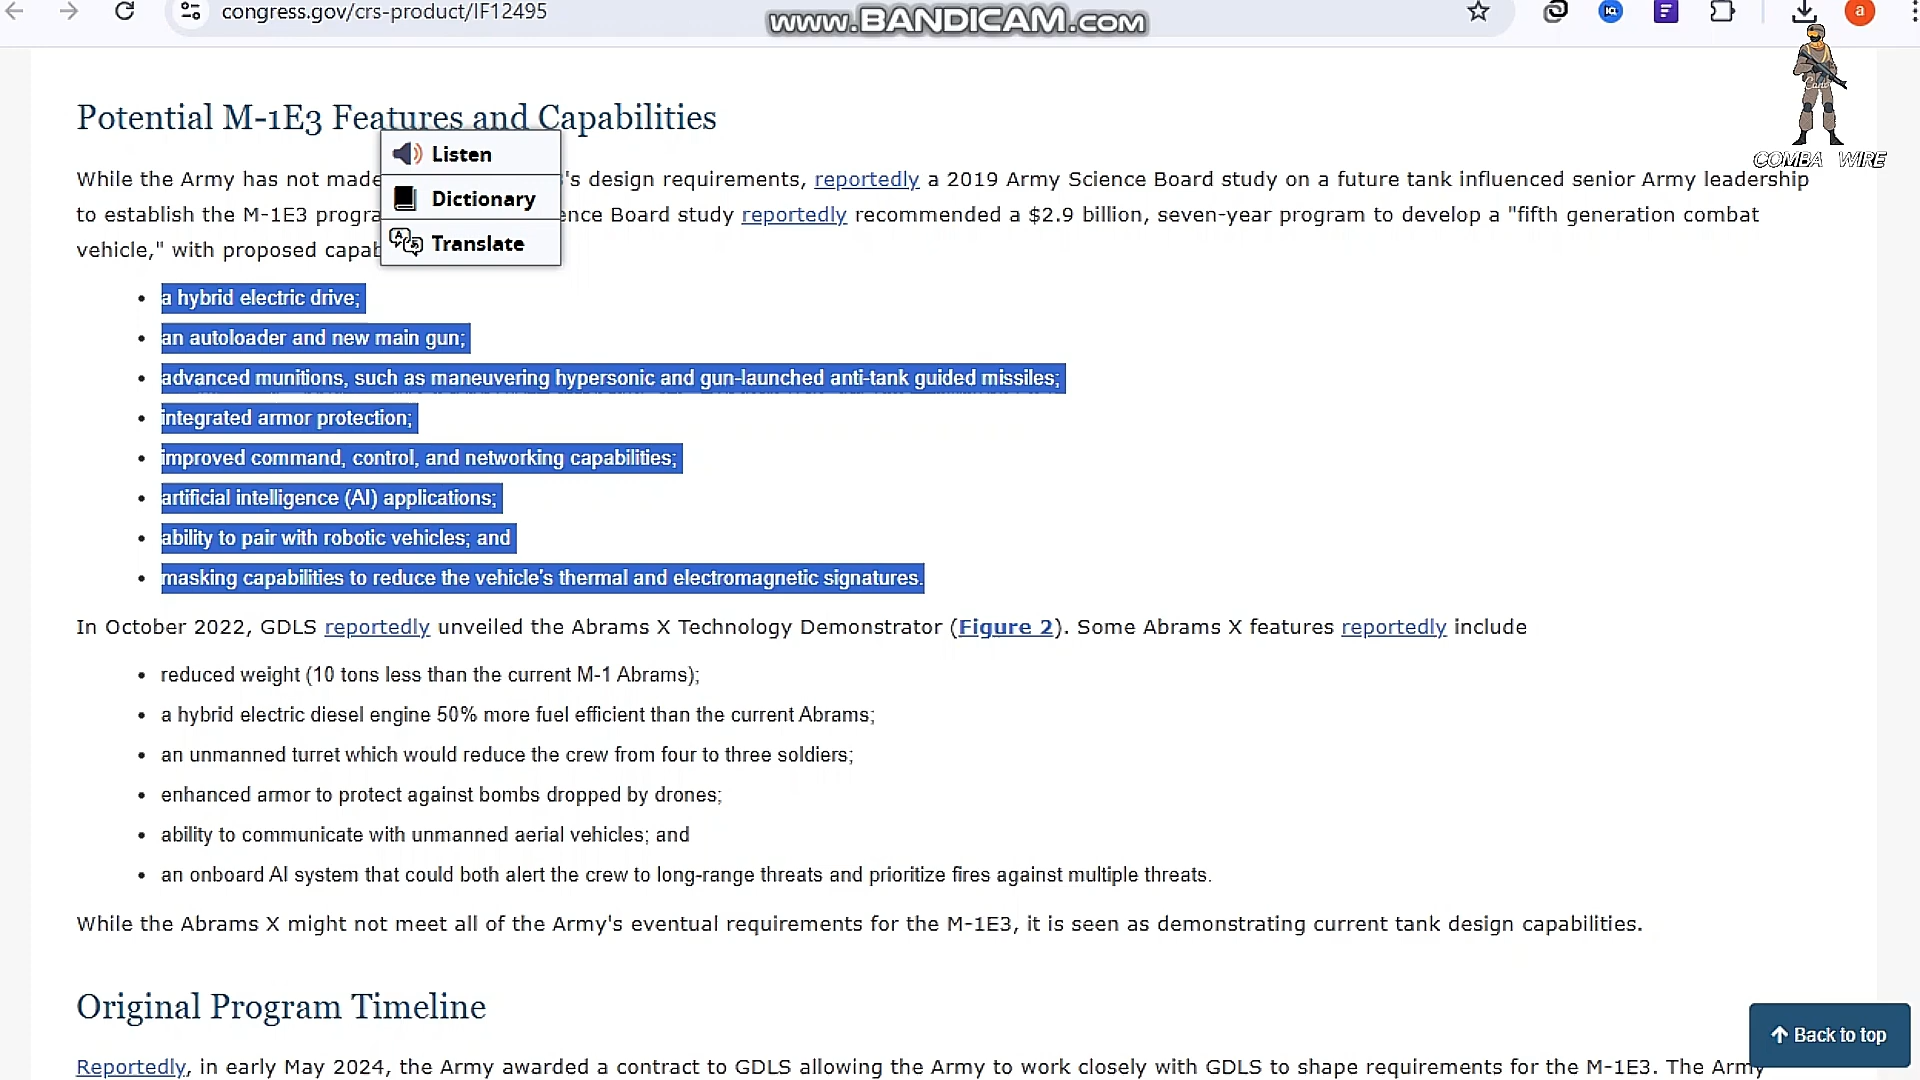 congress.gov/crs-product/IF12495
www.BANDICAM.com
a
COMBA WIRE
Potential M-1E3 Features and Capabilities
Listen
While the Army has not made 's design requirements, reportedly a 2019 Army Science Board study on a future tank influenced senior Army leadership
Dictionary
to establish the M-1E3 progra ence Board study reportedly recommended a $2.9 billion, seven-year program to develop a "fifth generation combat
Translate
vehicle," with proposed capab
• a hybrid electric drive;
• an autoloader and new main gun;
• advanced munitions, such as maneuvering hypersonic and gun-launched anti-tank guided missiles;
• integrated armor protection;
• improved command, control, and networking capabilities;
• artificial intelligence (AI) applications;
• ability to pair with robotic vehicles; and
• masking capabilities to reduce the vehicle's thermal and electromagnetic signatures.
In October 2022, GDLS reportedly unveiled the Abrams X Technology Demonstrator (Figure 2). Some Abrams X features reportedly include
• reduced weight (10 tons less than the current M-1 Abrams);
• a hybrid electric diesel engine 50% more fuel efficient than the current Abrams;
• an unmanned turret which would reduce the crew from four to three soldiers;
• enhanced armor to protect against bombs dropped by drones;
• ability to communicate with unmanned aerial vehicles; and
• an onboard AI system that could both alert the crew to long-range threats and prioritize fires against multiple threats.
While the Abrams X might not meet all of the Army's eventual requirements for the M-1E3, it is seen as demonstrating current tank design capabilities.
Original Program Timeline
Back to top
Reportedly, in early May 2024, the Army awarded a contract to GDLS allowing the Army to work closely with GDLS to shape requirements for the M-1E3. The Army